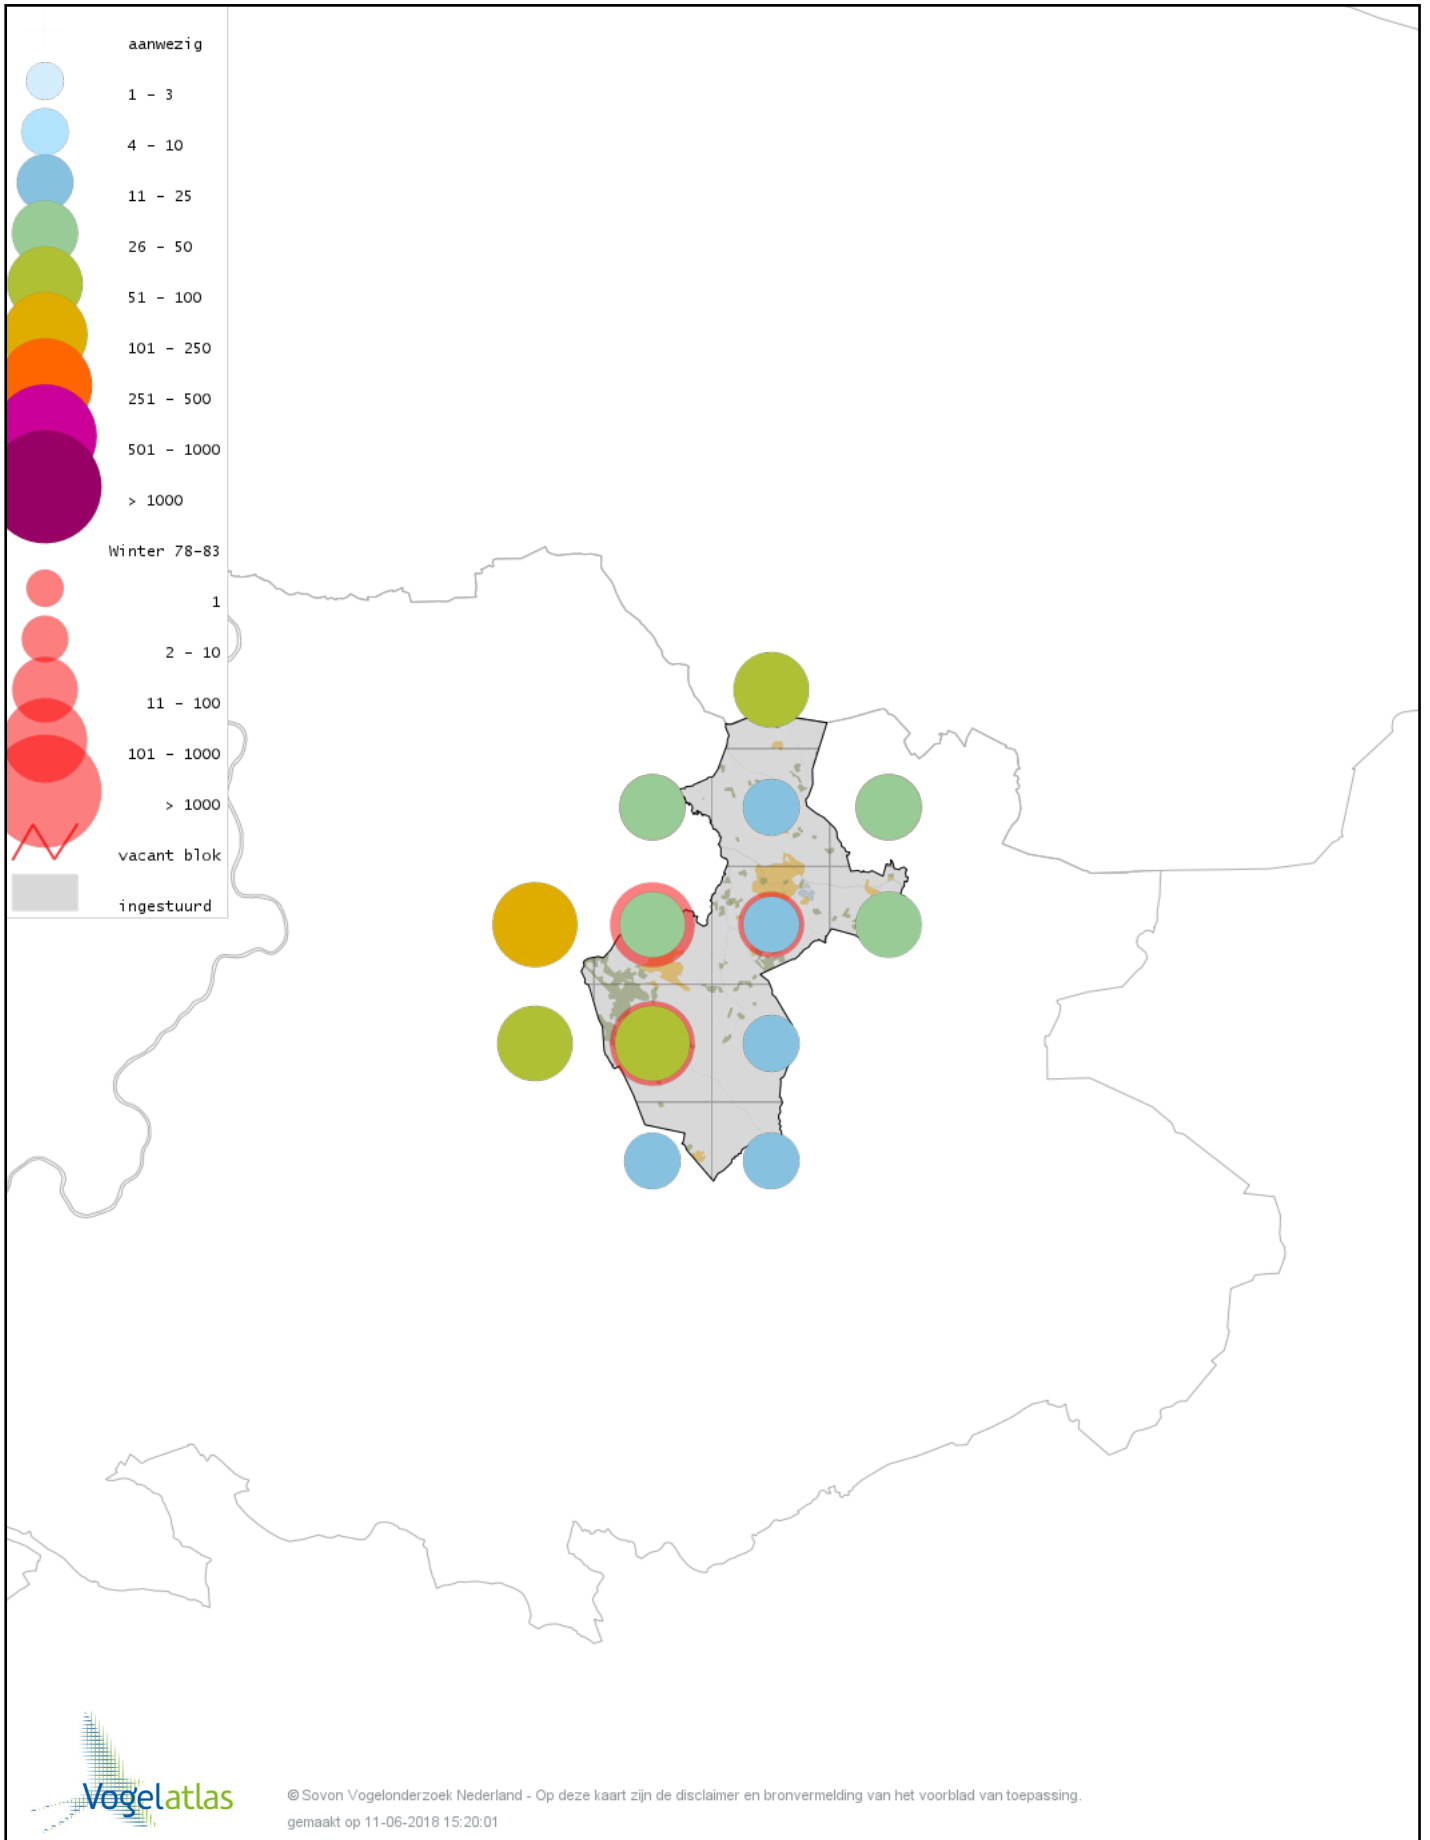 aanwezig
1 - 3
4 - 10
11 - 25
26 - 50
51 - 100
101 - 250
251 - 500
501 - 1000
> 1000
Winter 78-83
1
2 - 10
11 - 100
101 - 1000
> 1000
vacant blok
ingestuurd
Vogelatlas
© Sovon Vogelonderzoek Nederland - Op deze kaart zijn de disclaimer en bronvermelding van het voorblad van toepassing.
gemaakt op 11-06-2018 15:20:01